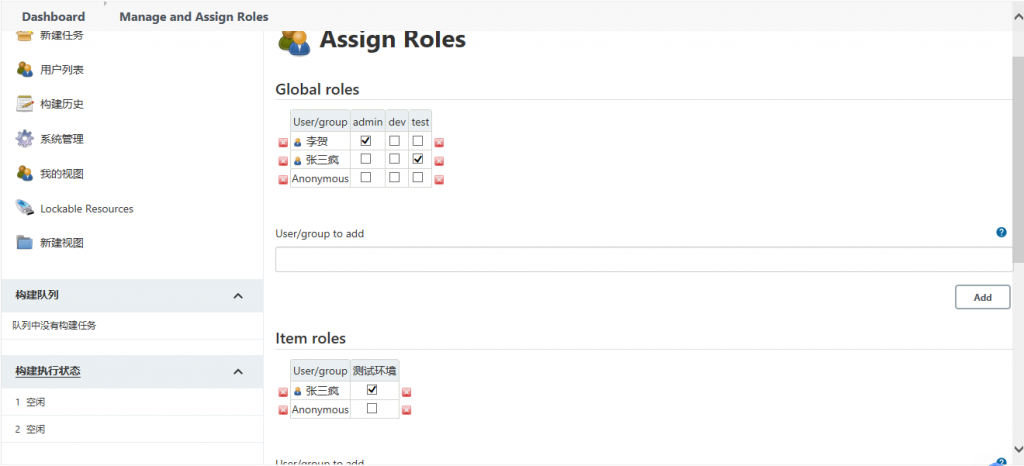 Dashboard Manage and Assign Roles
新建任务
用户列表
构建历史
系统管理
我的视图
Lockable Resources
新建视图
构建队列
队列中没有构建任务
构建执行状态
1 空闲
2 空闲
Assign Roles
Global roles
User/group admin dev test
李贺
张三疯
Anonymous
User/group to add
Add
Item roles
User/group 测试环境
张三疯
Anonymous
User/group to add